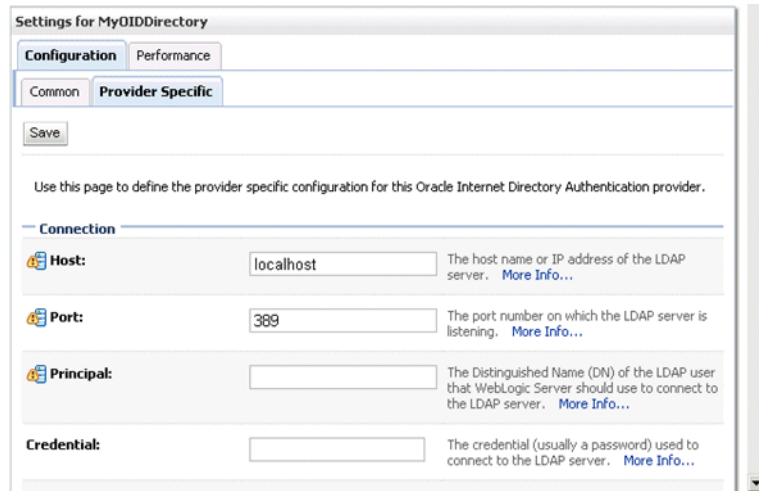 Settings for MyOIDDirectory
Configuration Performance
Common Provider Specific
Save
Use this page to define the provider specific configuration for this Oracle Internet Directory Authentication provider.
Connection
Host: localhost The host name or IP address of the LDAP
server. More Info...
Port: 389 The port number on which the LDAP server is
listening. More Info...
Principal: The Distinguished Name (DN) of the LDAP user
that WebLogic Server should use to connect to
the LDAP server. More Info...
Credential: The credential (usually a password) used to
connect to the LDAP server. More Info...